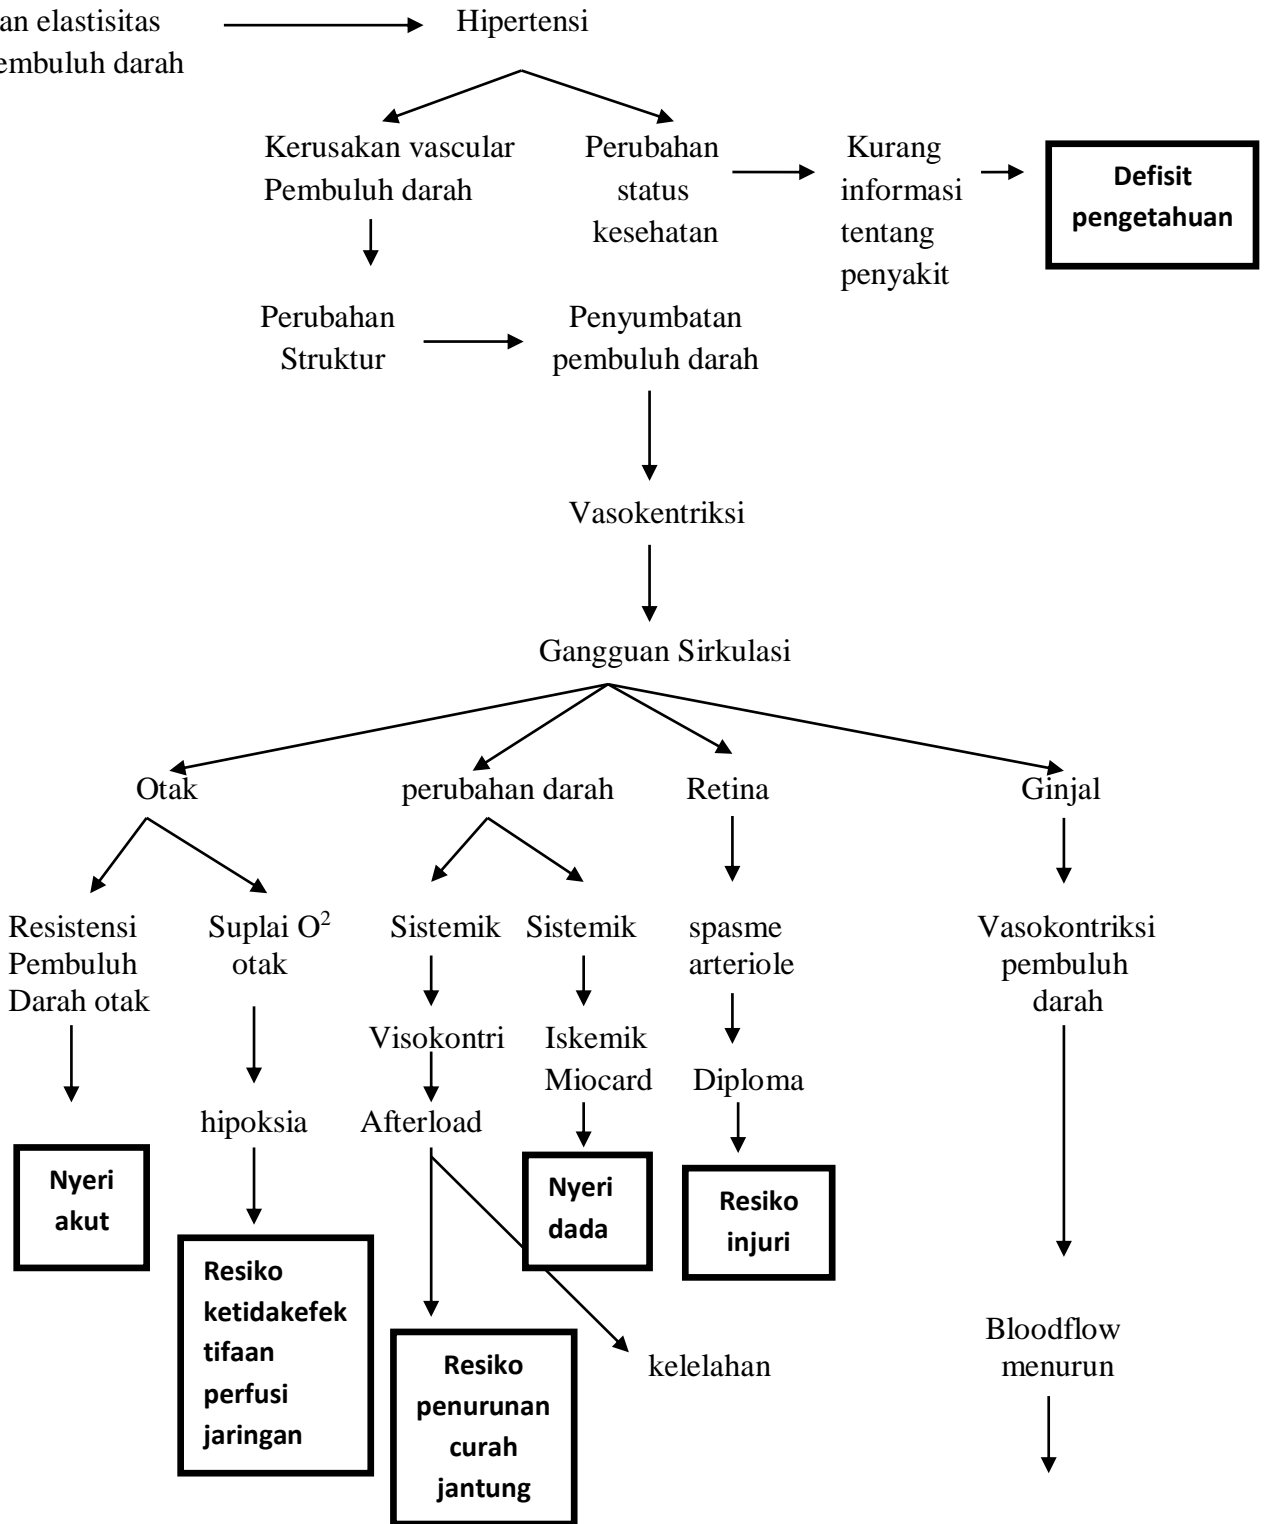 an elastisitas
embuluh darah
Hipertensi
Kerusakan vascular
Pembuluh darah
Perubahan
status
kesehatan
Kurang
informasi
tentang
penyakit
Defisit
pengetahuan
Perubahan
Struktur
Penyumbatan
pembuluh darah
Vasokentriksi
Gangguan Sirkulasi
Otak
perubahan darah
Retina
Ginjal
Resistensi
Pembuluh
Darah otak
Suplai O²
otak
Sistemik
Sistemik
spasme
arteriole
Vasokontriksi
pembuluh
darah
Visokontri
Iskemik
Miocard
Diploma
hipoksia
Afterload
Nyeri
akut
Nyeri
dada
Resiko
injuri
Resiko
ketidakefek
tifaan
perfusi
jaringan
Resiko
penurunan
curah
jantung
kelelahan
Bloodflow
menurun